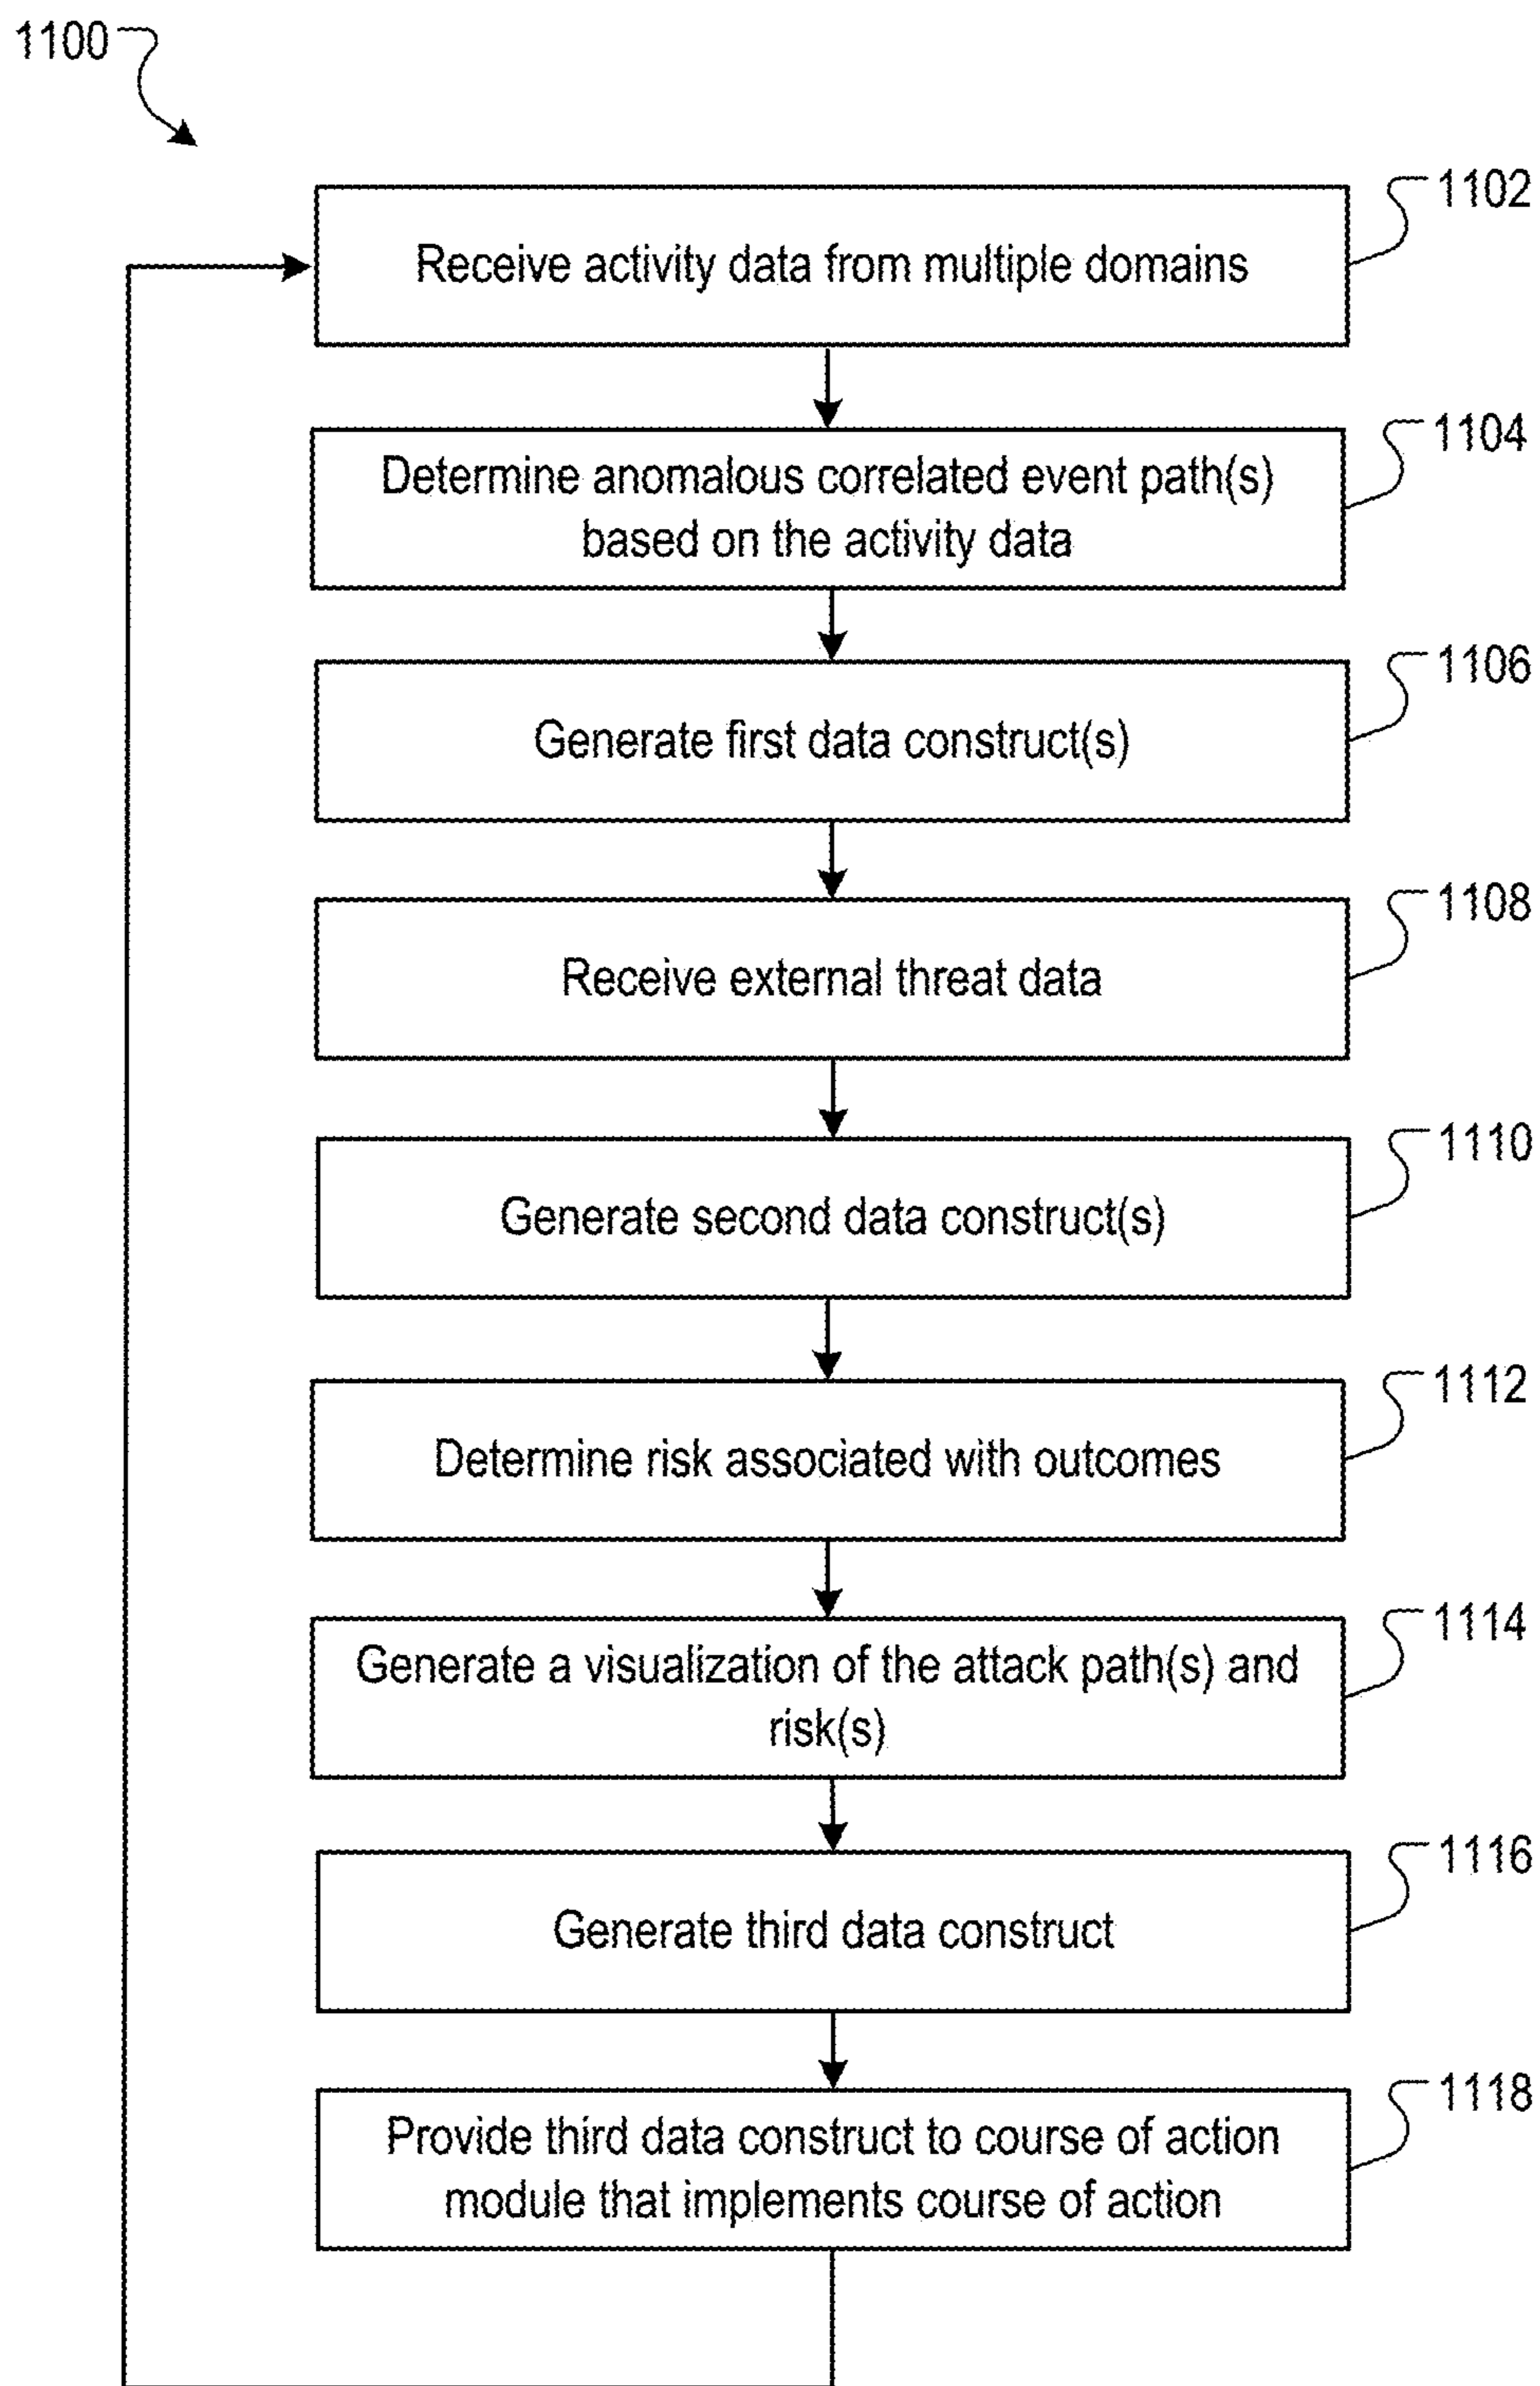 1100
1102
Receive activity data from multiple domains
1104
Determine anomalous correlated event path(s)
based on the activity data
1106
Generate first data construct(s)
1108
Receive external threat data
1110
Generate second data construct(s)
1112
Determine risk associated with outcomes
1114
Generate a visualization of the attack path(s) and
risk(s)
1116
Generate third data construct
1118
Provide third data construct to course of action
module that implements course of action